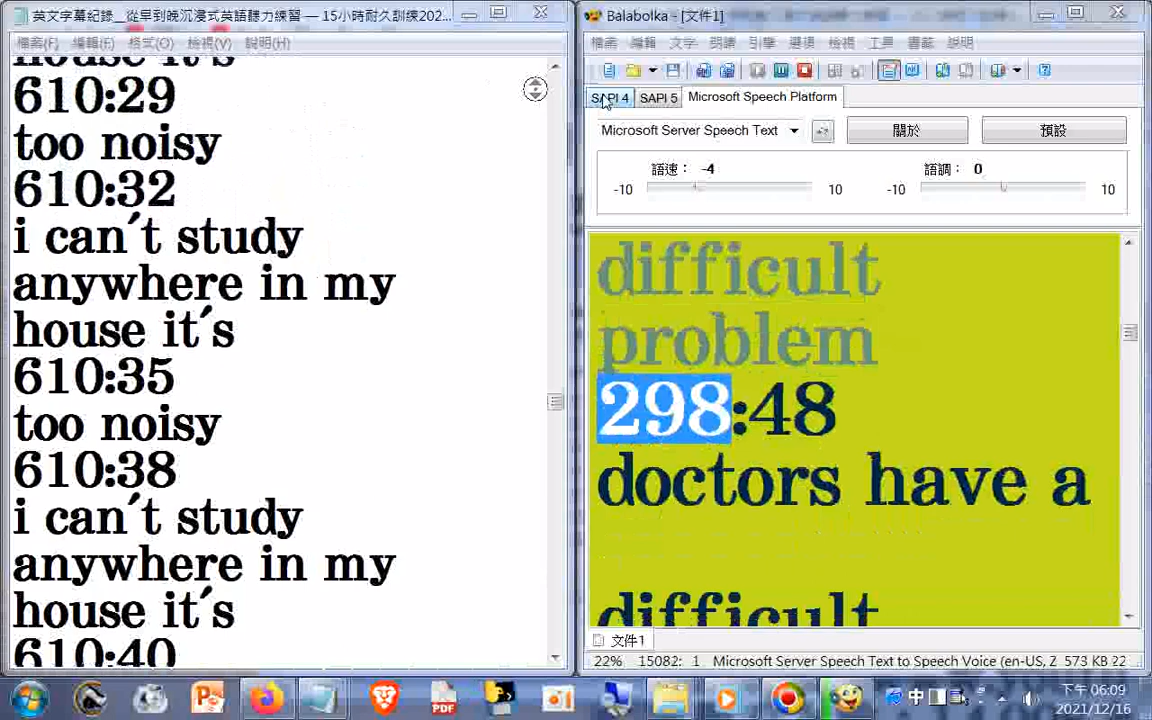 英文字幕紀錄__從早到晚沉浸式英語聽力練習 — 15小時耐久訓練202...
檔案(F) 編輯(E) 格式(O) 檢視(V) 說明(H)
house it's
610:29
too noisy
610:32
i can't study
anywhere in my
house it's
610:35
too noisy
610:38
i can't study
anywhere in my
house it's
610:40
Balabolka - [文件1]
檔案 編輯 文字 朗讀 引擎 選項 檢視 工具 書籤 說明
SAPI 4 SAPI 5 Microsoft Speech Platform
Microsoft Server Speech Text +? 關於 預設
語速: -4 語調: 0
-10 10 -10 10
difficult
problem
298:48
doctors have a
difficult
文件1
22% 15082: 1 Microsoft Server Speech Text to Speech Voice (en-US, Z 573 KB 22
PDF
中
下午 06:09
2021/12/16